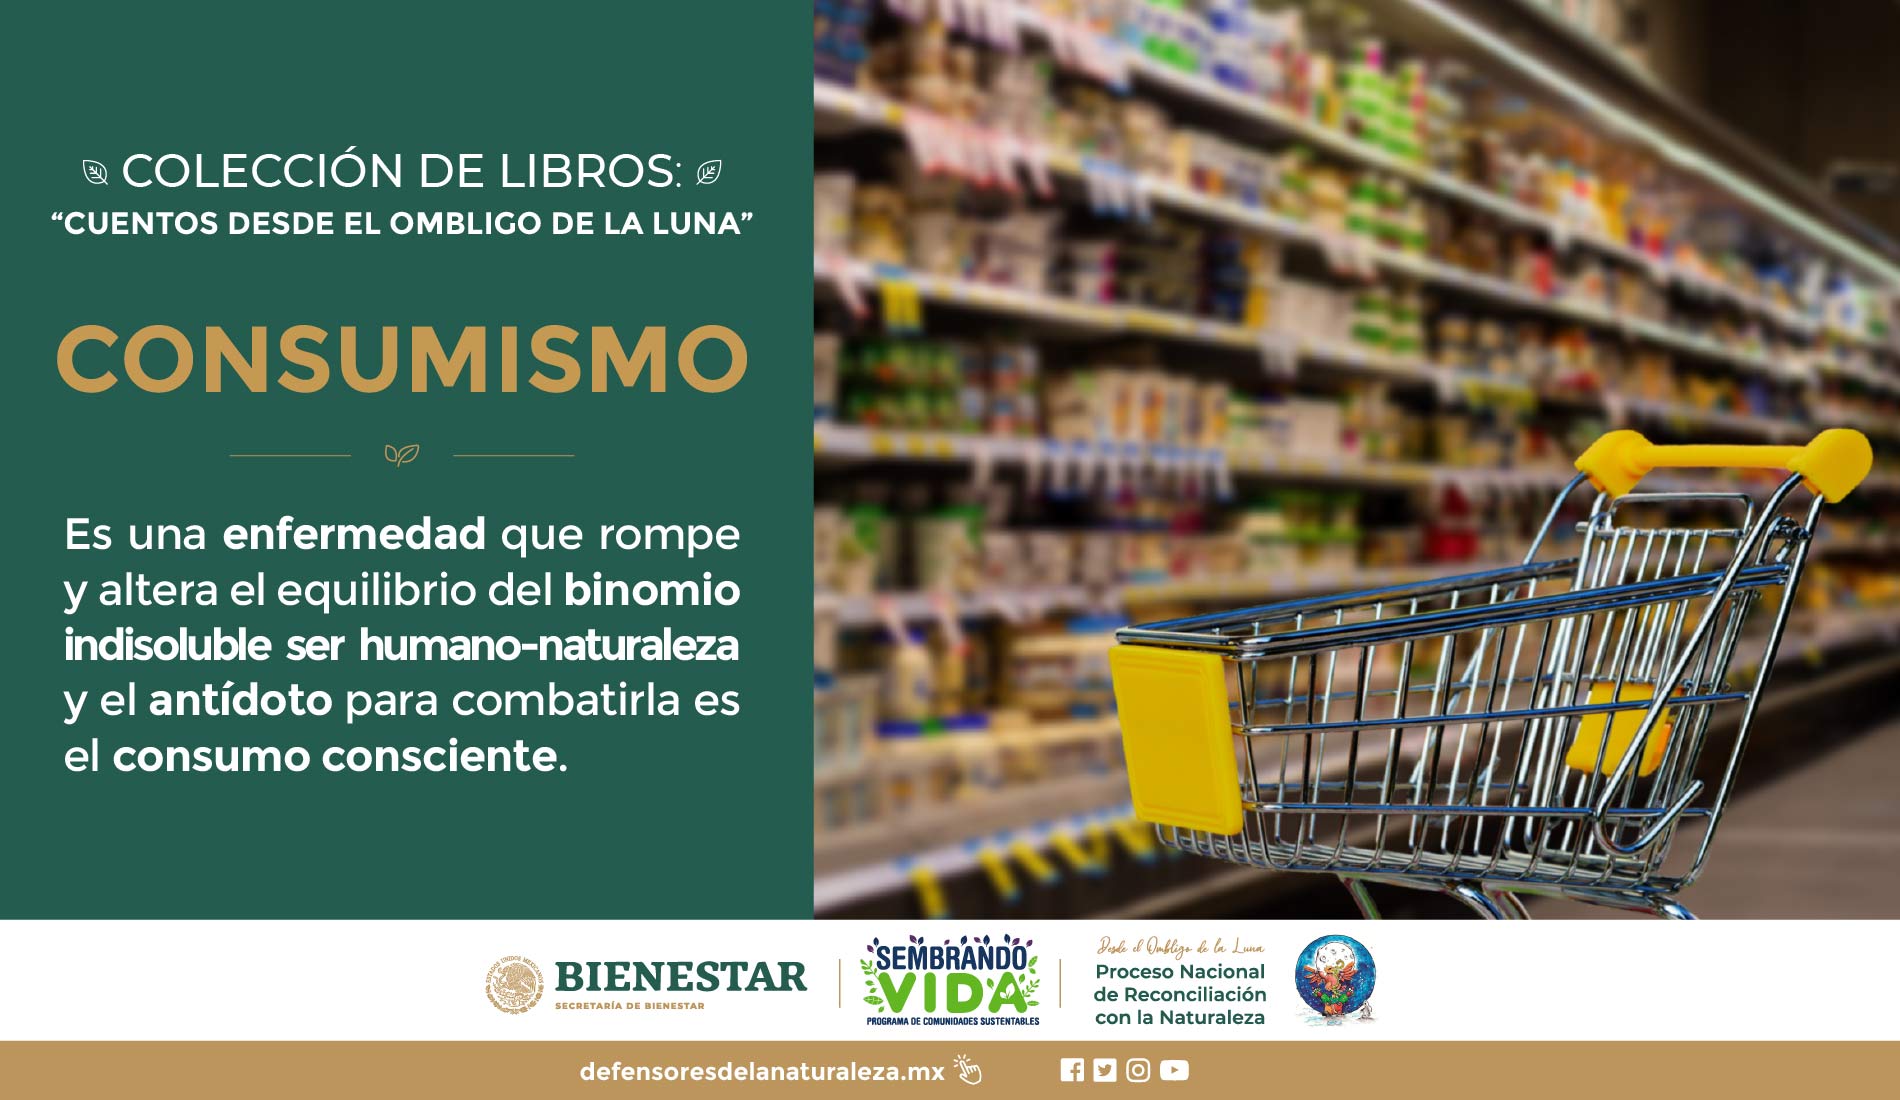 COLECCIÓN DE LIBROS:
“CUENTOS DESDE EL OMBLIGO DE LA LUNA”
CONSUMISMO
Es una enfermedad que rompe
y altera el equilibrio del binomio
indisoluble ser humano-naturaleza
y el antídoto para combatirla es
el consumo consciente.
ESTADOS UNIDOS MEXICANOS
BIENESTAR
SECRETARÍA DE BIENESTAR
SEMBRANDO
VIDA
PROGRAMA DE COMUNIDADES SUSTENTABLES
Desde el Ombligo de la Luna
Proceso Nacional
de Reconciliación
con la Naturaleza
defensoresdelanaturaleza.mx